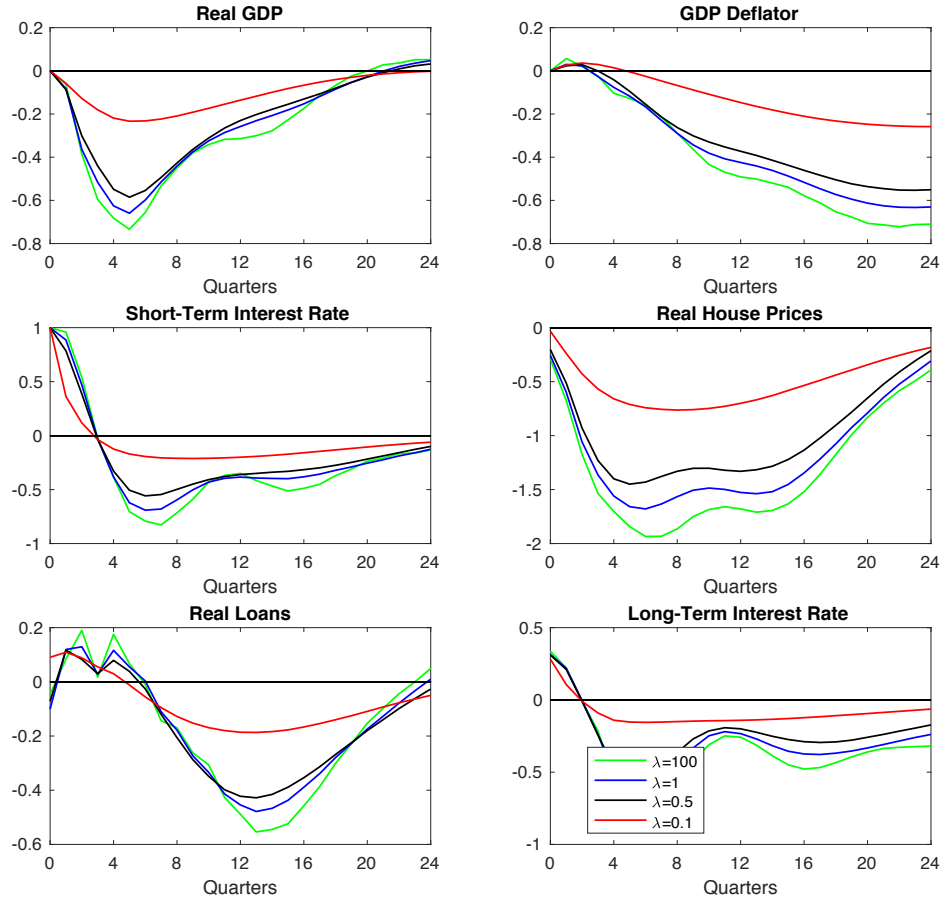 Real GDP
0.2
0
-0.2
-0.4
-0.6
-0.8
0 4 8 12 16 20 24
Quarters
GDP Deflator
0.2
0
-0.2
-0.4
-0.6
-0.8
0 4 8 12 16 20 24
Quarters
Short-Term Interest Rate
1
0.5
0
-0.5
-1
0 4 8 12 16 20 24
Quarters
Real House Prices
0
-0.5
-1
-1.5
-2
0 4 8 12 16 20 24
Quarters
Real Loans
0.2
0
-0.2
-0.4
-0.6
0 4 8 12 16 20 24
Quarters
Long-Term Interest Rate
0.5
0
-0.5
-1
λ=100
λ=1
λ=0.5
λ=0.1
0 4 8 12 16 20 24
Quarters